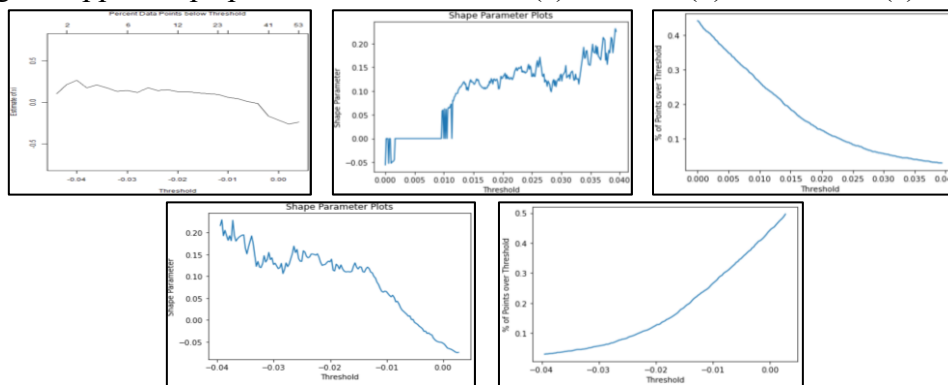 Percent Data Points below Threshold
2 6 12 23 41 53
0.5
0.0
-0.5
-0.04 -0.03 -0.02 -0.01 0.00
Threshold
Shape Parameter Plots
Shape Parameter
0.20
0.15
0.10
0.05
0.00
−0.05
0.000 0.005 0.010 0.015 0.020 0.025 0.030 0.035 0.040
Threshold
% of Points over Threshold
0.4
0.3
0.2
0.1
0.000 0.005 0.010 0.015 0.020 0.025 0.030 0.035
Threshold
Shape Parameter Plots
Shape Parameter
0.20
0.15
0.10
0.05
0.00
−0.05
−0.04 −0.03 −0.02 −0.01 0.00
Threshold
% of Points over Threshold
0.5
0.4
0.3
0.2
0.1
−0.04 −0.03 −0.02 −0.01 0.00
Threshold